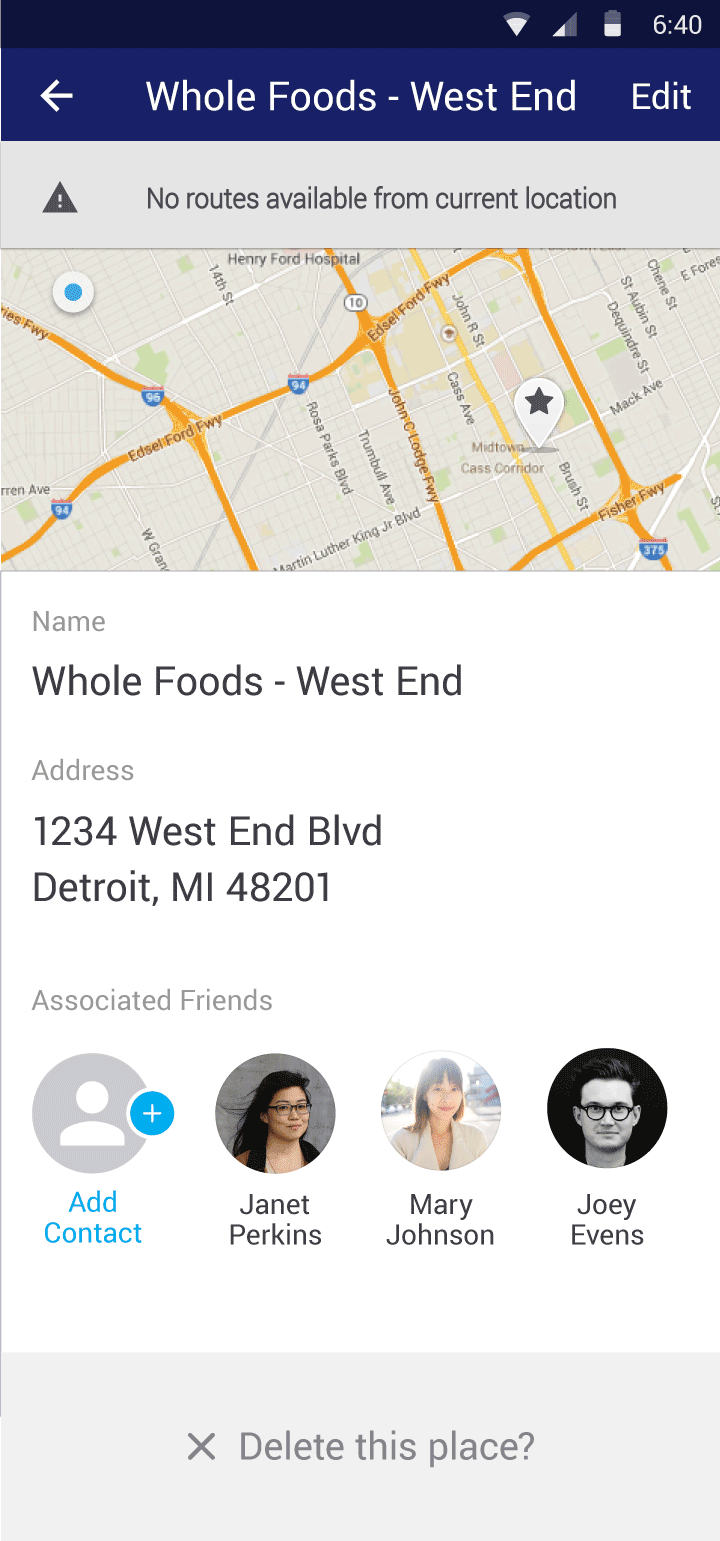 6:40
Whole Foods - West End
Edit
No routes available from current location
Henry Ford Hospital
14th St
10
Edsel Ford Fwy
John R St
Chene St
St Aubin St
Dequindre St
E Fores
ies Fwy
96
94
Edsel Ford Fwy
Rosa Parks Blvd
Trumbull Ave
John C Lodge Fwy
Cass Ave
Mack Ave
Midtown
Cass Corridor
Brush St
rren Ave
94
W Gran
Martin Luther King Jr Blvd
Fisher Fwy
375
Name
Whole Foods - West End
Address
1234 West End Blvd
Detroit, MI 48201
Associated Friends
Add
Contact
Janet
Perkins
Mary
Johnson
Joey
Evens
Delete this place?